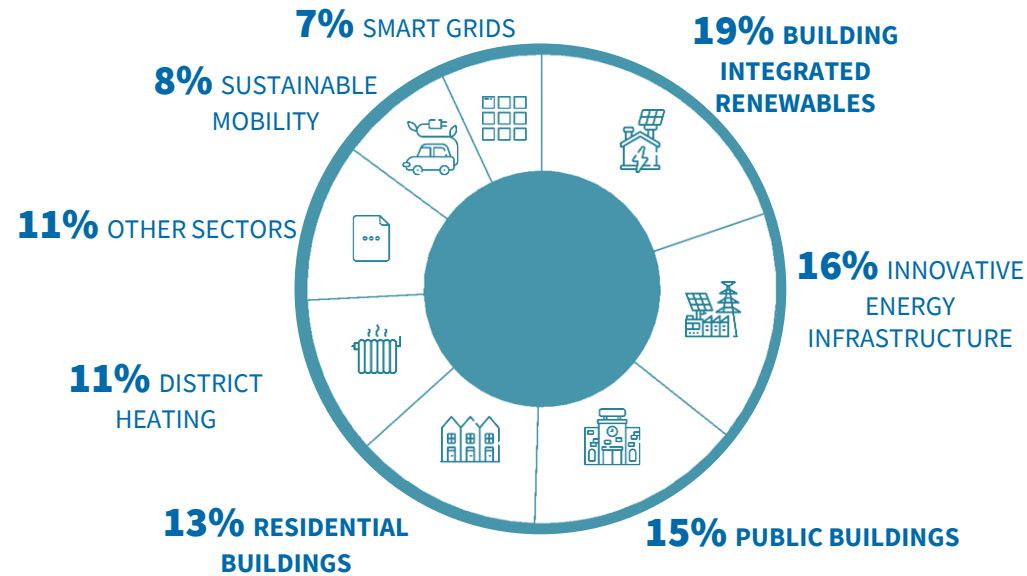 7% SMART GRIDS
19% BUILDING
INTEGRATED
RENEWABLES
8% SUSTAINABLE
MOBILITY
11% OTHER SECTORS
16% INNOVATIVE
ENERGY
INFRASTRUCTURE
11% DISTRICT
HEATING
13% RESIDENTIAL
BUILDINGS
15% PUBLIC BUILDINGS